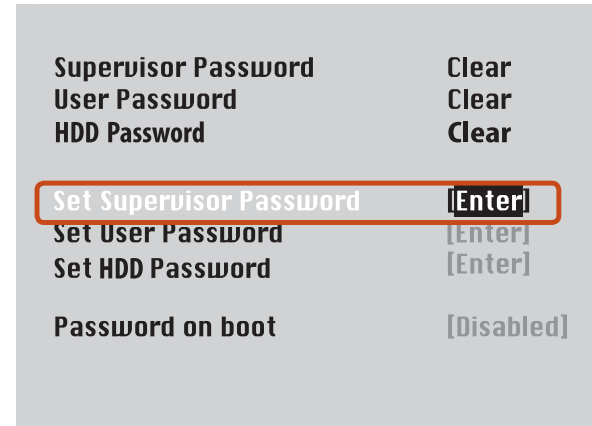 Supervisor Password Clear
User Password Clear
HDD Password Clear
Set Supervisor Password [Enter]
Set User Password [Enter]
Set HDD Password [Enter]
Password on boot [Disabled]